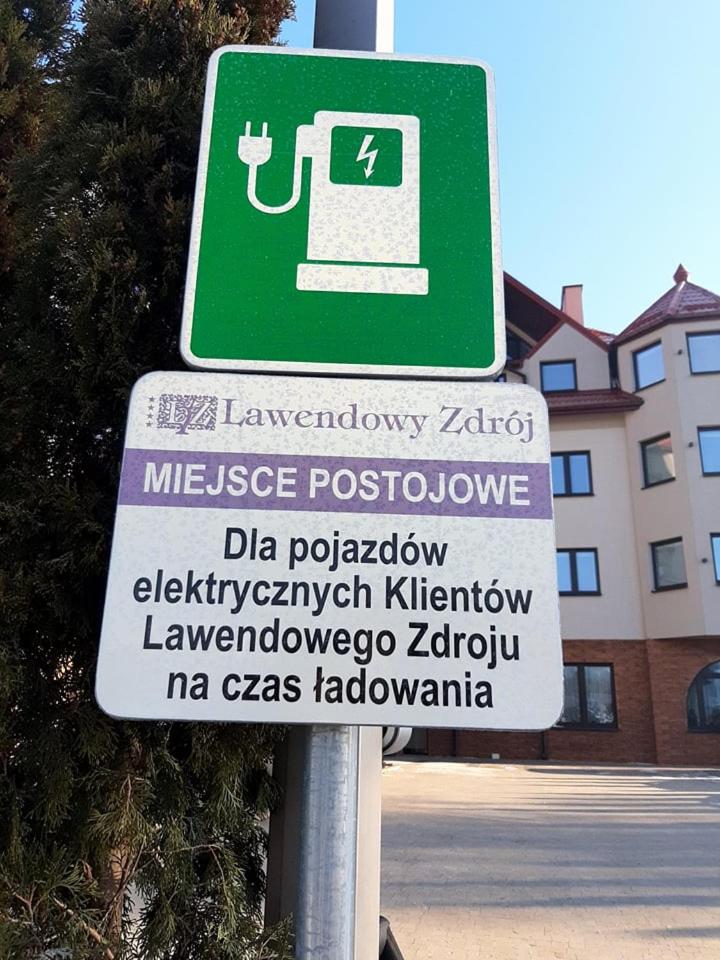 LZ Lawendowy Zdrój
MIEJSCE POSTOJOWE
Dla pojazdów
elektrycznych Klientów
Lawendowego Zdroju
na czas ładowania